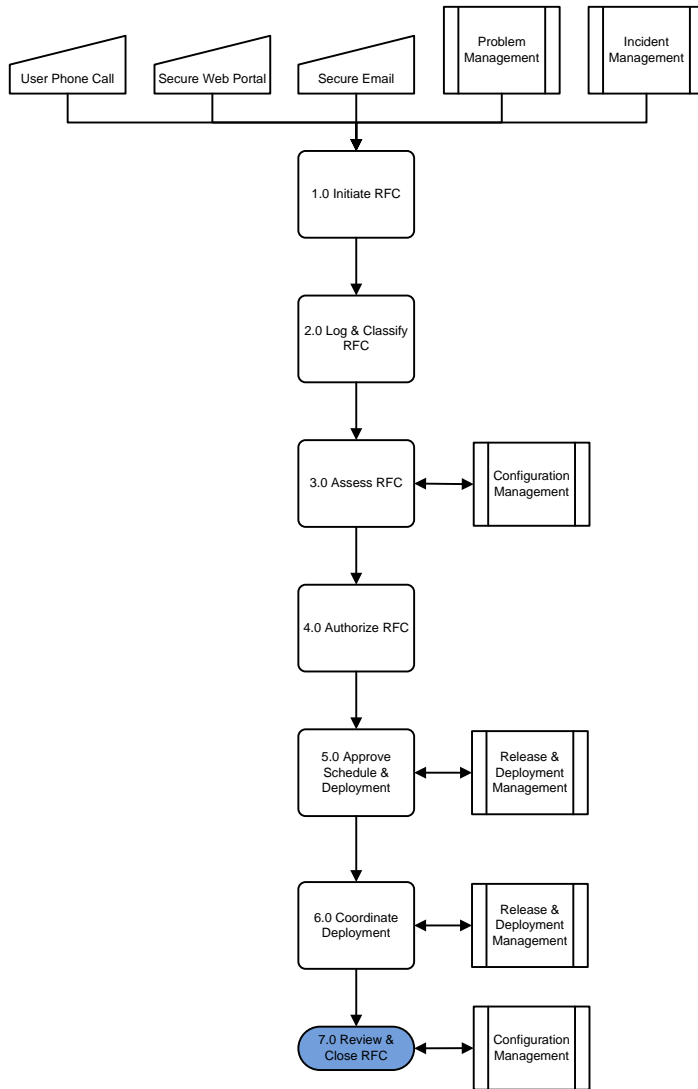 User Phone Call
Secure Web Portal
Secure Email
Problem
Management
Incident
Management
1.0 Initiate RFC
2.0 Log & Classify
RFC
3.0 Assess RFC
Configuration
Management
4.0 Authorize RFC
5.0 Approve
Schedule &
Deployment
Release &
Deployment
Management
6.0 Coordinate
Deployment
Release &
Deployment
Management
7.0 Review &
Close RFC
Configuration
Management